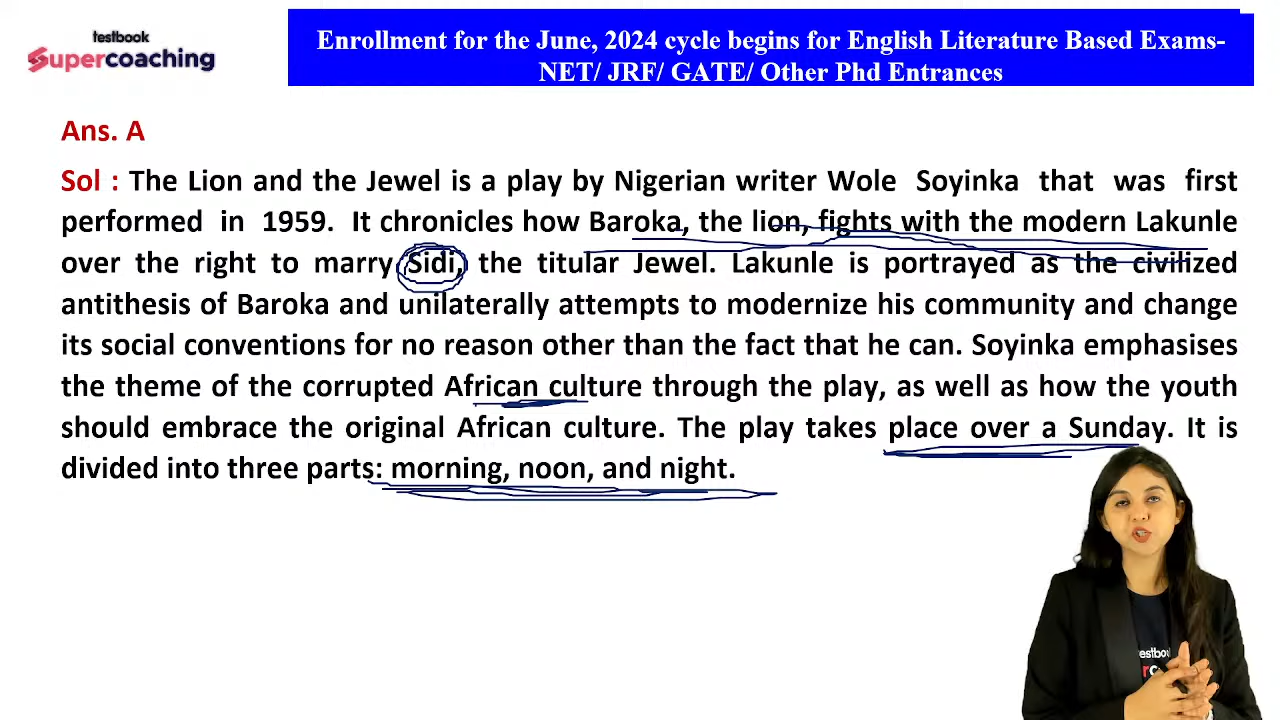 testbook
Supercoaching
Enrollment for the June, 2024 cycle begins for English Literature Based Exams-
NET/ JRF/ GATE/ Other Phd Entrances
Ans. A
Sol : The Lion and the Jewel is a play by Nigerian writer Wole Soyinka that was first
performed in 1959. It chronicles how Baroka, the lion, fights with the modern Lakunle
over the right to marry Sidi, the titular Jewel. Lakunle is portrayed as the civilized
antithesis of Baroka and unilaterally attempts to modernize his community and change
its social conventions for no reason other than the fact that he can. Soyinka emphasises
the theme of the corrupted African culture through the play, as well as how the youth
should embrace the original African culture. The play takes place over a Sunday. It is
divided into three parts: morning, noon, and night.